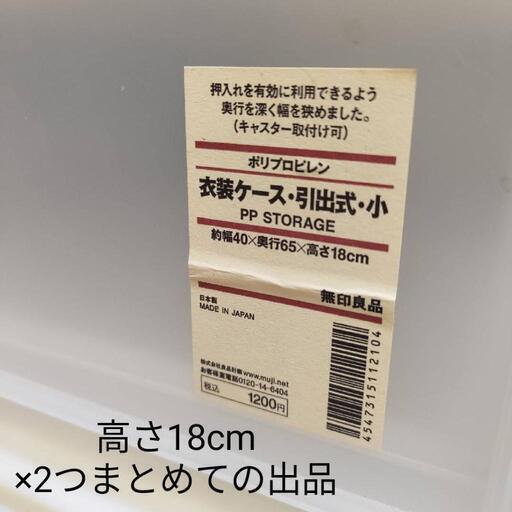 押入れを有効に利用できるよう
奥行を深く幅を狭めました。
（キャスター取付け可）
ポリプロピレン
衣装ケース・引出式・小
PP STORAGE
約幅40×奥行65×高さ18cm
無印良品
日本製
MADE IN JAPAN
株式会社良品計画 www.muji.net
お客様室電話0120-14-6404
税込 1200円
4547315112104
高さ18cm
×2つまとめての出品